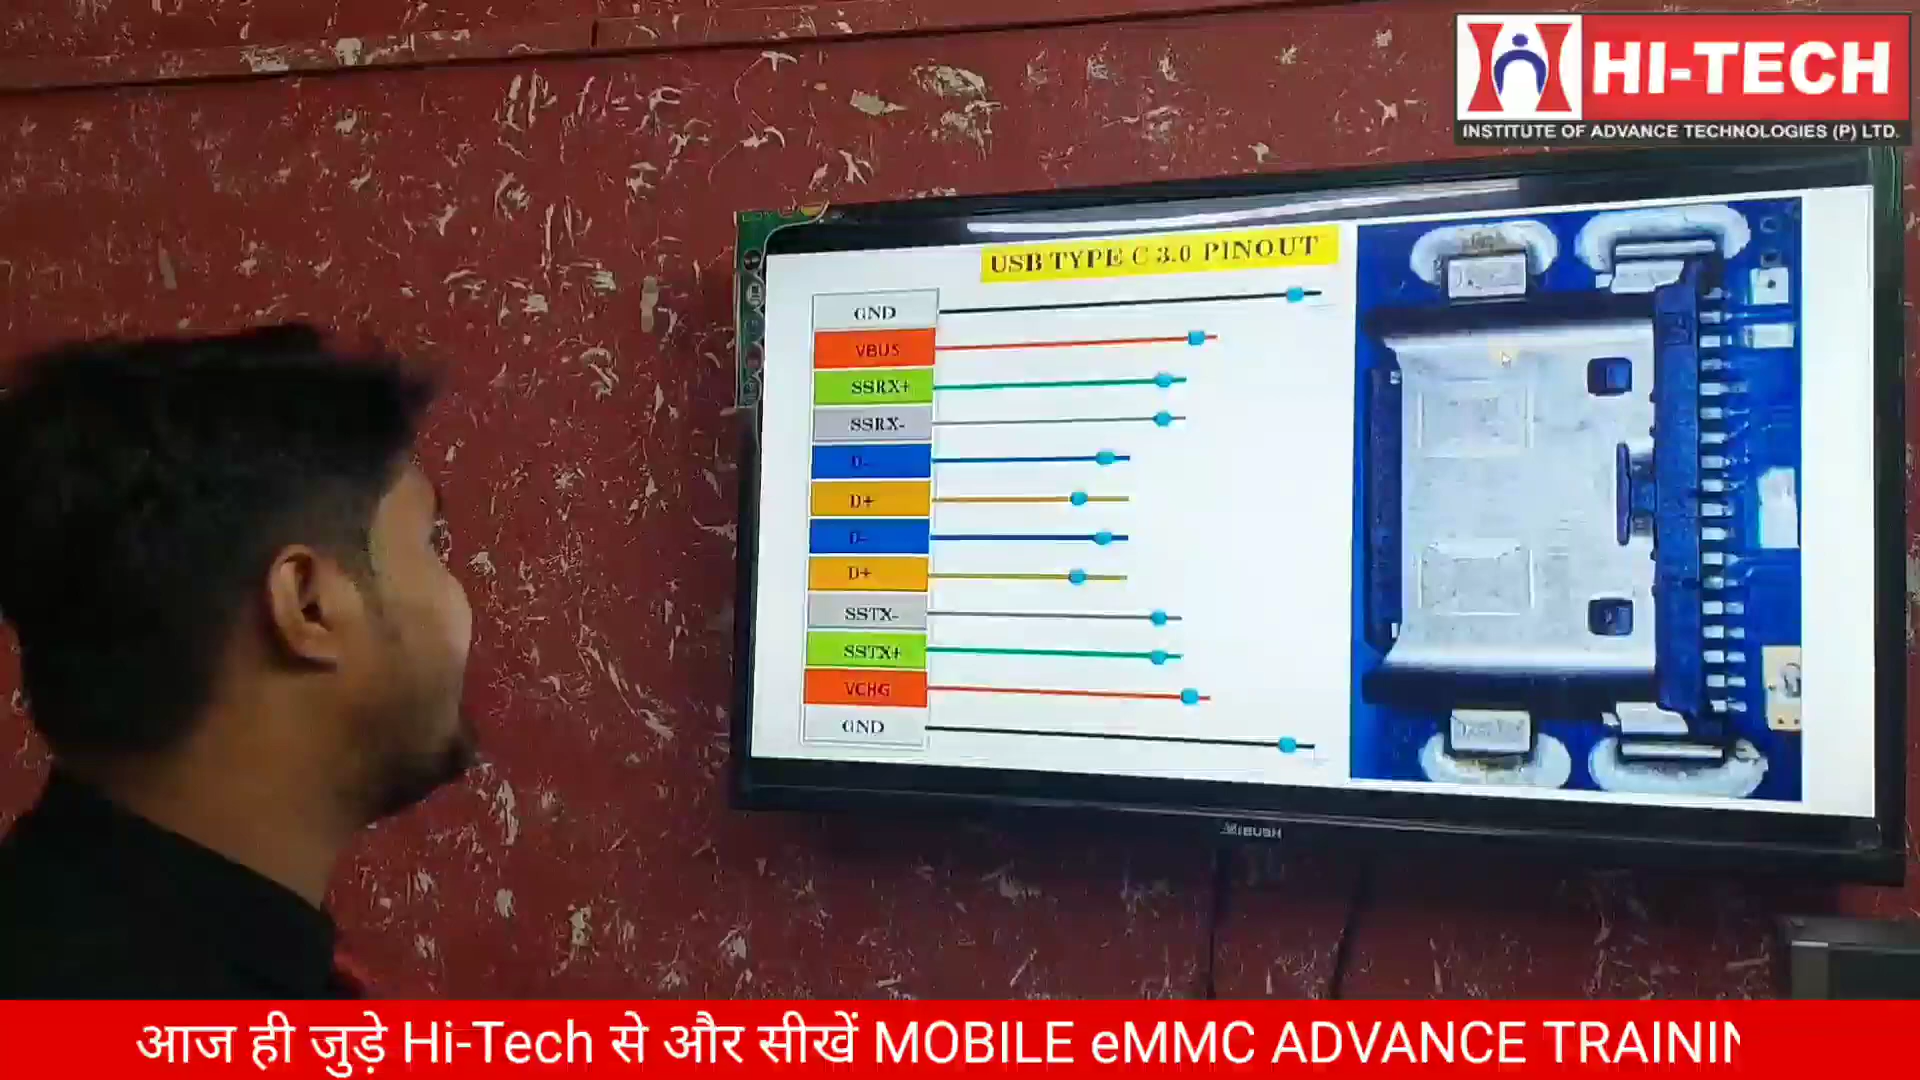 HI-TECH
INSTITUTE OF ADVANCE TECHNOLOGIES (P) LTD.
USB TYPE C 3.0 PINOUT
GND
VBUS
SSRX+
SSRX-
D-
D+
D-
D+
SSTX-
SSTX+
VCHG
GND
आज ही जुड़े Hi-Tech से और सीखें MOBILE eMMC ADVANCE TRAININ